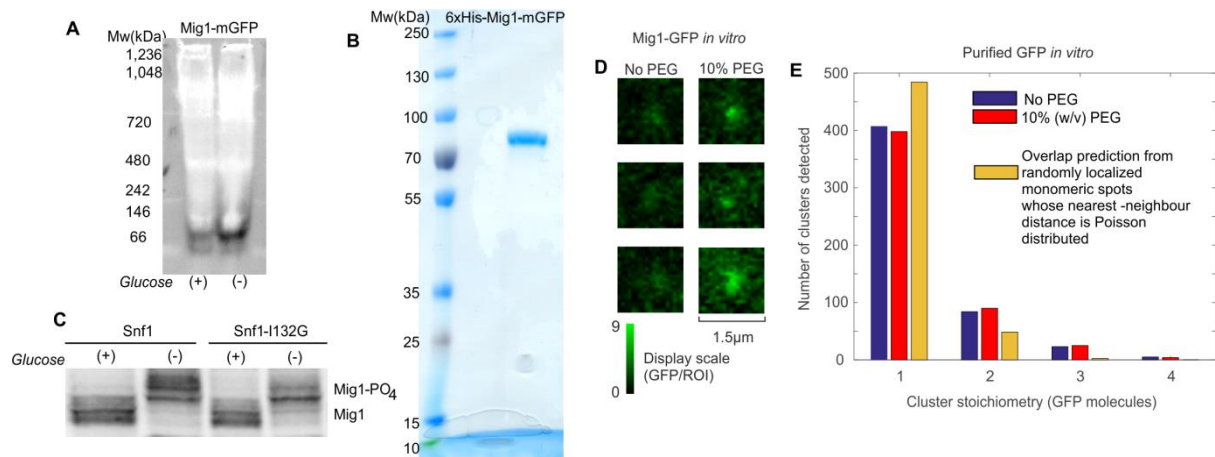 A
Mig1-mGFP
Mw(kDa)
1,236
1,048
720
480
242
146
66
Glucose (+) (-)
B
Mw(kDa) 6xHis-Mig1-mGFP
250
130
100
70
55
35
25
15
10
C
Snf1 Snf1-I132G
Glucose (+) (-) (+) (-)
Mig1-PO4
Mig1
D
Mig1-GFP in vitro
No PEG 10% PEG
9
0
Display scale
(GFP/ROI)
1.5µm
E
Purified GFP in vitro
Number of clusters detected
500
400
300
200
100
0
No PEG
10% (w/v) PEG
Overlap prediction from
randomly localized
monomeric spots
whose nearest -neighbour
distance is Poisson
distributed
1 2 3 4
Cluster stoichiometry (GFP molecules)